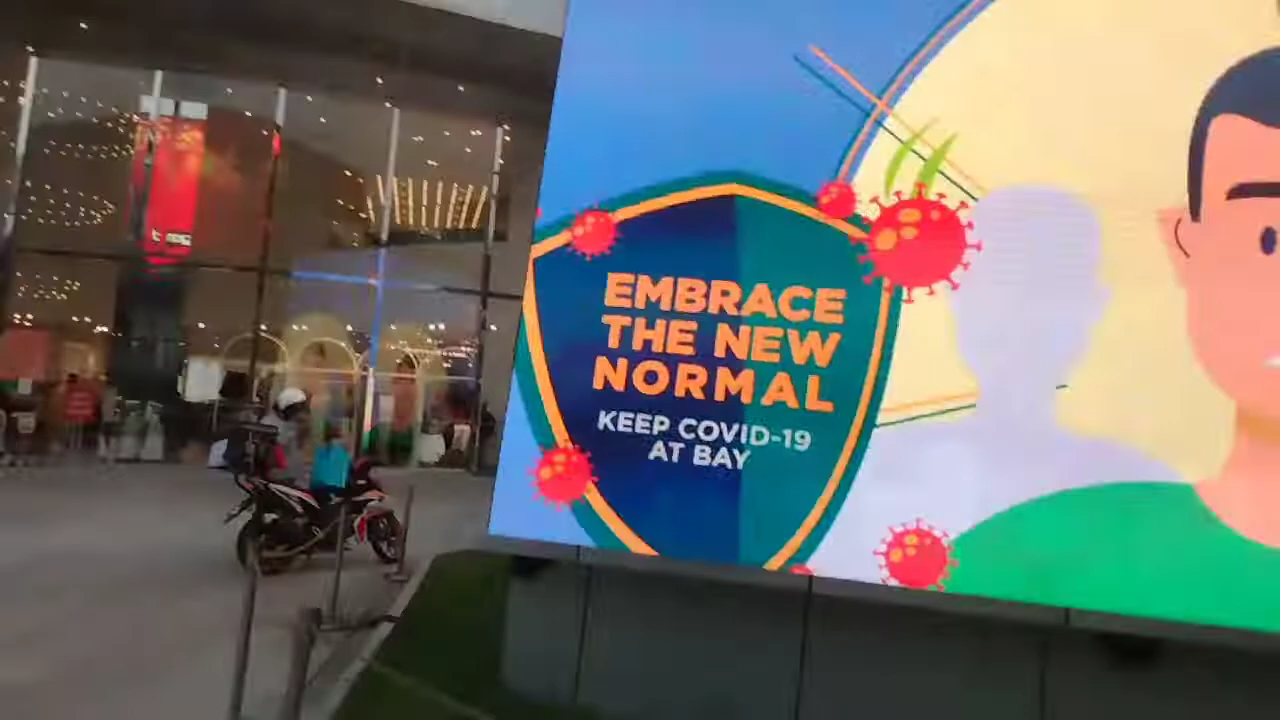 EMBRACE
THE NEW
NORMAL
KEEP COVID-19
AT BAY